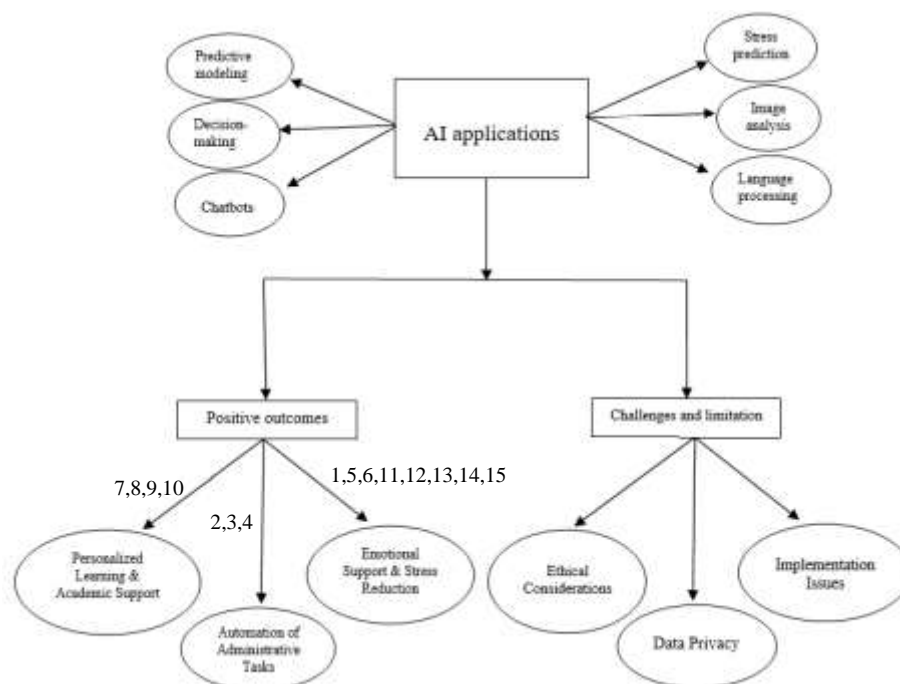 Predictive
modeling
Decision-
making
Chatbots
AI applications
Stress
prediction
Image
analysis
Language
processing
Positive outcomes
Challenges and limitation
7,8,9,10
2,3,4
1,5,6,11,12,13,14,15
Personalized
Learning &
Academic Support
Automation of
Administrative
Tasks
Emotional
Support & Stress
Reduction
Ethical
Considerations
Data Privacy
Implementation
Issues